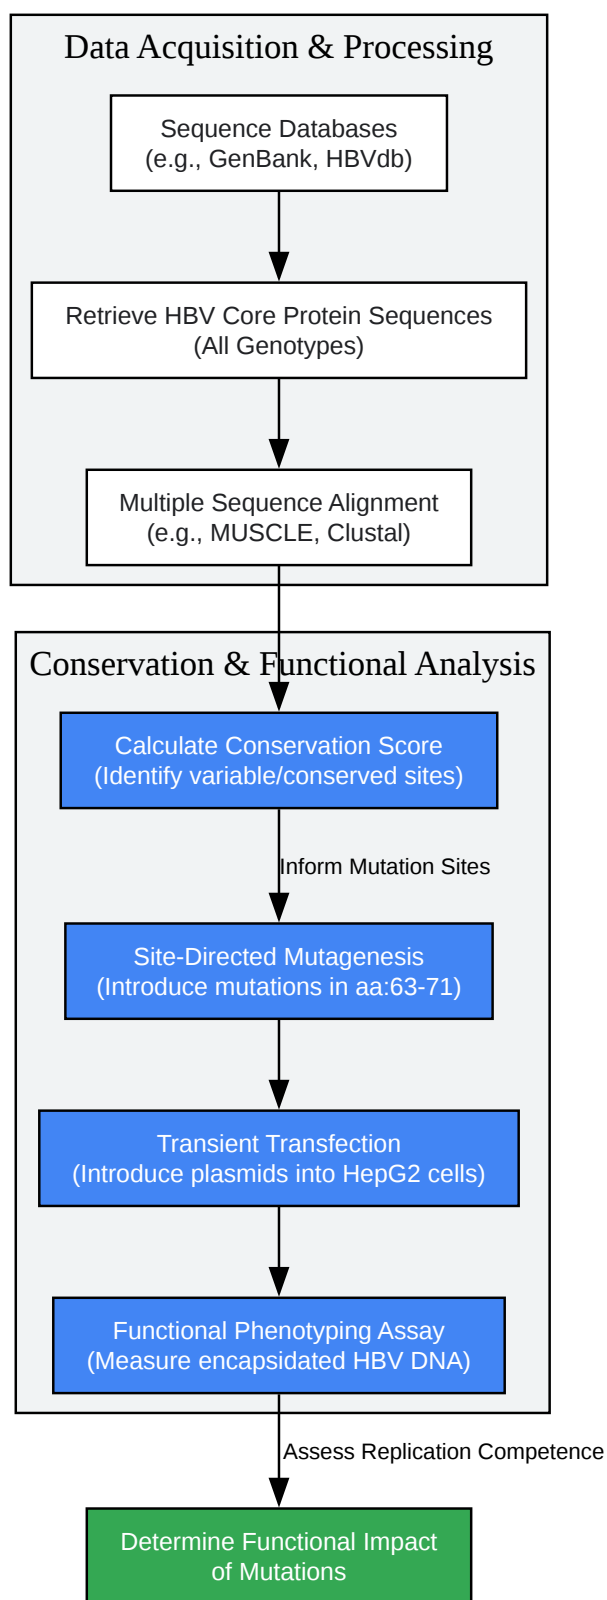 Data Acquisition & Processing
Sequence Databases
(e.g., GenBank, HBVdb)
Retrieve HBV Core Protein Sequences
(All Genotypes)
Multiple Sequence Alignment
(e.g., MUSCLE, Clustal)
Conservation & Functional Analysis
Calculate Conservation Score
(Identify variable/conserved sites)
Inform Mutation Sites
Site-Directed Mutagenesis
(Introduce mutations in aa:63-71)
Transient Transfection
(Introduce plasmids into HepG2 cells)
Functional Phenotyping Assay
(Measure encapsidated HBV DNA)
Assess Replication Competence
Determine Functional Impact
of Mutations